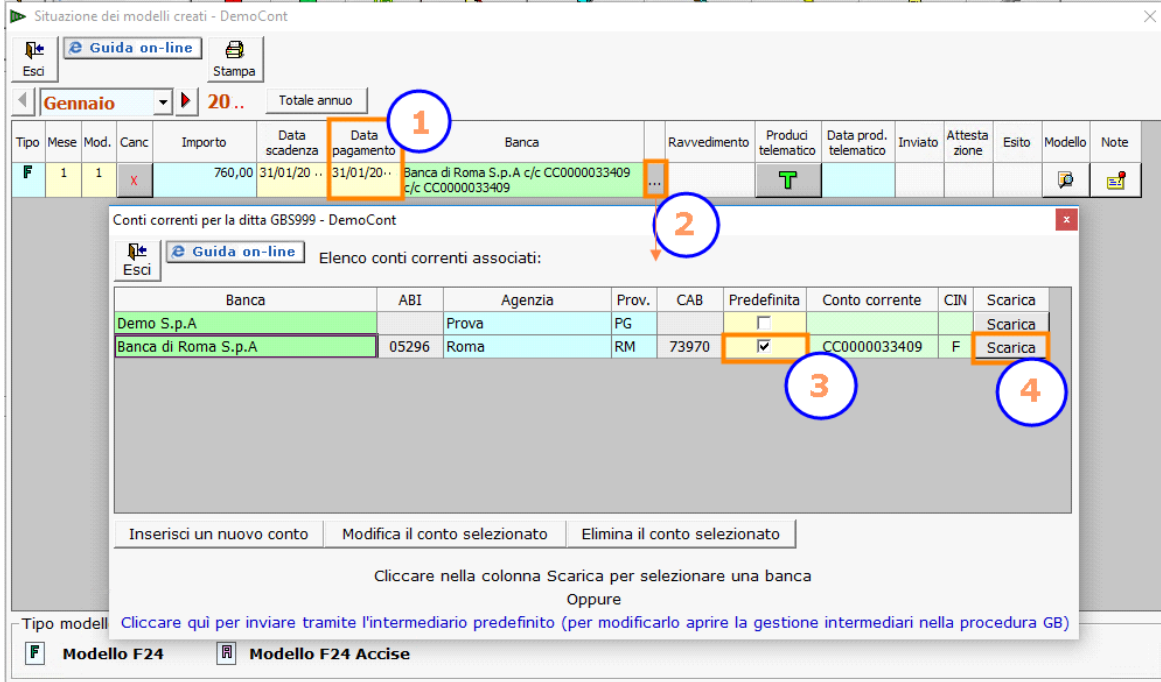 Situazione dei modelli creati - DemoCont
Esci
Guida on-line
Stampa
Gennaio
20 ..
Totale annuo
1
Tipo Mese Mod. Canc Importo Data scadenza Data pagamento Banca Ravvedimento Produci telematico Data prod. telematico Inviato Attesta zione Esito Modello Note
F 1 1 X 760,00 31/01/20 .. 31/01/20.. Banca di Roma S.p.A c/c CC0000033409 ... T
c/c CC0000033409
2
Conti correnti per la ditta GBS999 - DemoCont x
Esci
Guida on-line
Elenco conti correnti associati:
Banca ABI Agenzia Prov. CAB Predefinita Conto corrente CIN Scarica
Demo S.p.A Prova PG Scarica
Banca di Roma S.p.A 05296 Roma RM 73970 CC0000033409 F Scarica
3
4
Inserisci un nuovo conto Modifica il conto selezionato Elimina il conto selezionato
Cliccare nella colonna Scarica per selezionare una banca
Oppure
Cliccare quì per inviare tramite l'intermediario predefinito (per modificarlo aprire la gestione intermediari nella procedura GB)
Tipo modell
F Modello F24
A Modello F24 Accise